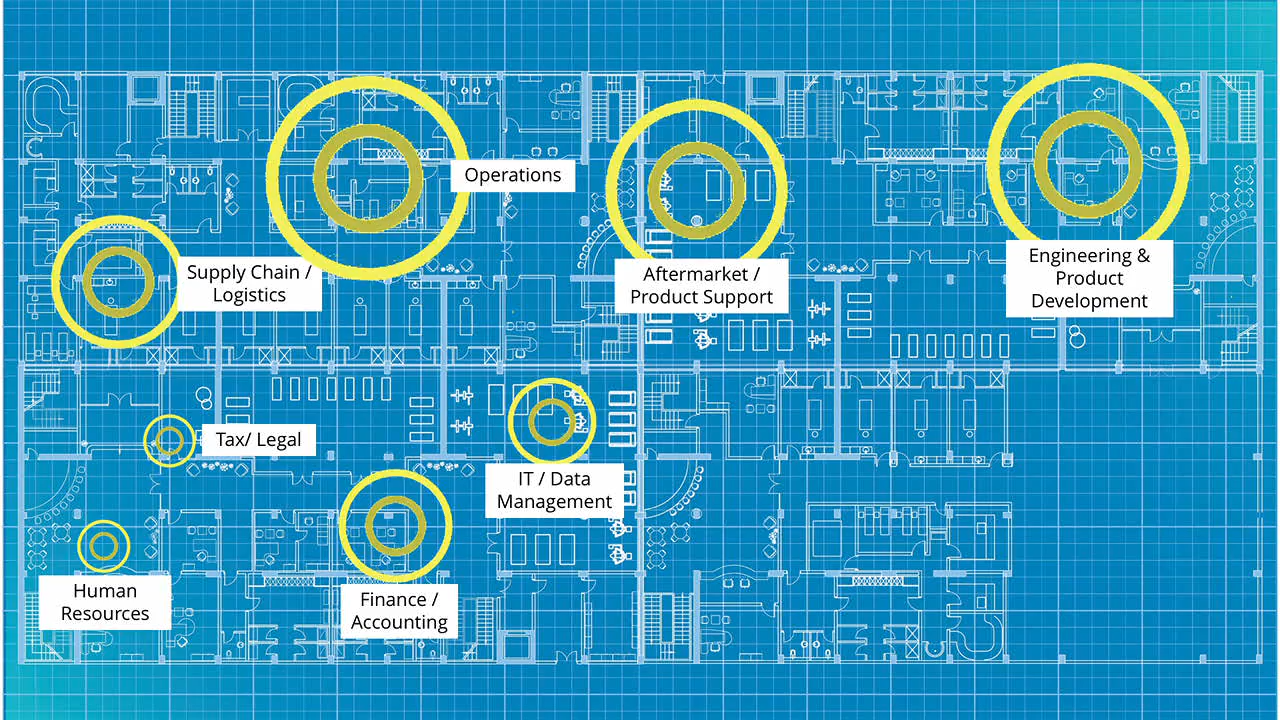 Operations
Supply Chain /
Logistics
Aftermarket /
Product Support
Engineering &
Product
Development
Tax/ Legal
IT / Data
Management
Human
Resources
Finance /
Accounting